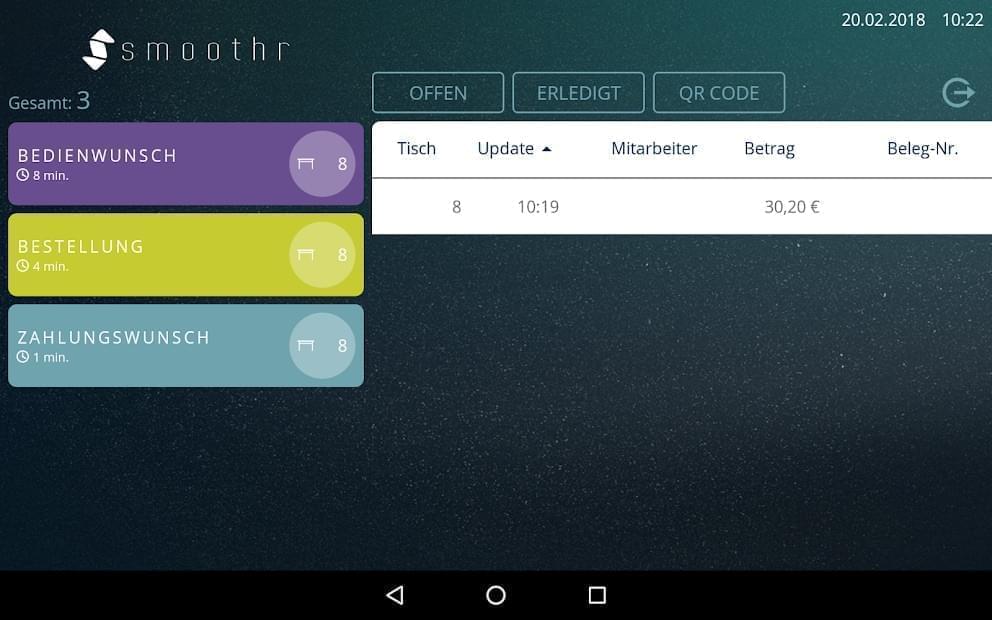 20.02.2018 10:22
smoothr
Gesamt: 3
OFFEN ERLEDIGT QR CODE
BEDIENWUNSCH
8 min.
8
BESTELLUNG
4 min.
8
ZAHLUNGSWUNSCH
1 min.
8
Tisch Update Mitarbeiter Betrag Beleg-Nr.
8 10:19 30,20 €